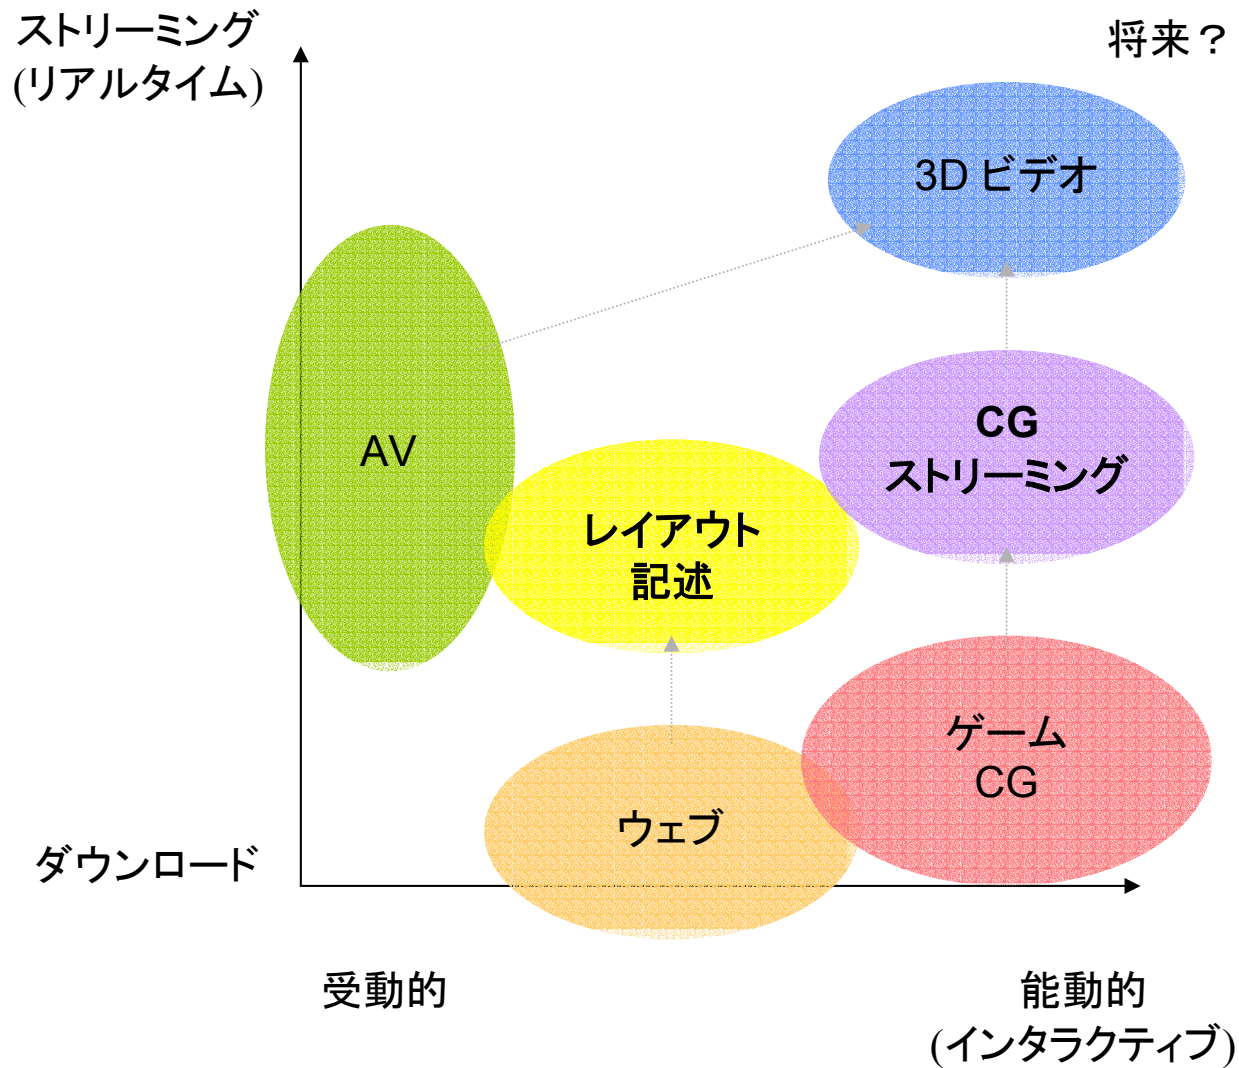 ストリーミング
(リアルタイム)
将来？
3D ビデオ
AV
CG
ストリーミング
レイアウト
記述
ゲーム
CG
ウェブ
ダウンロード
受動的
能動的
(インタラクティブ)